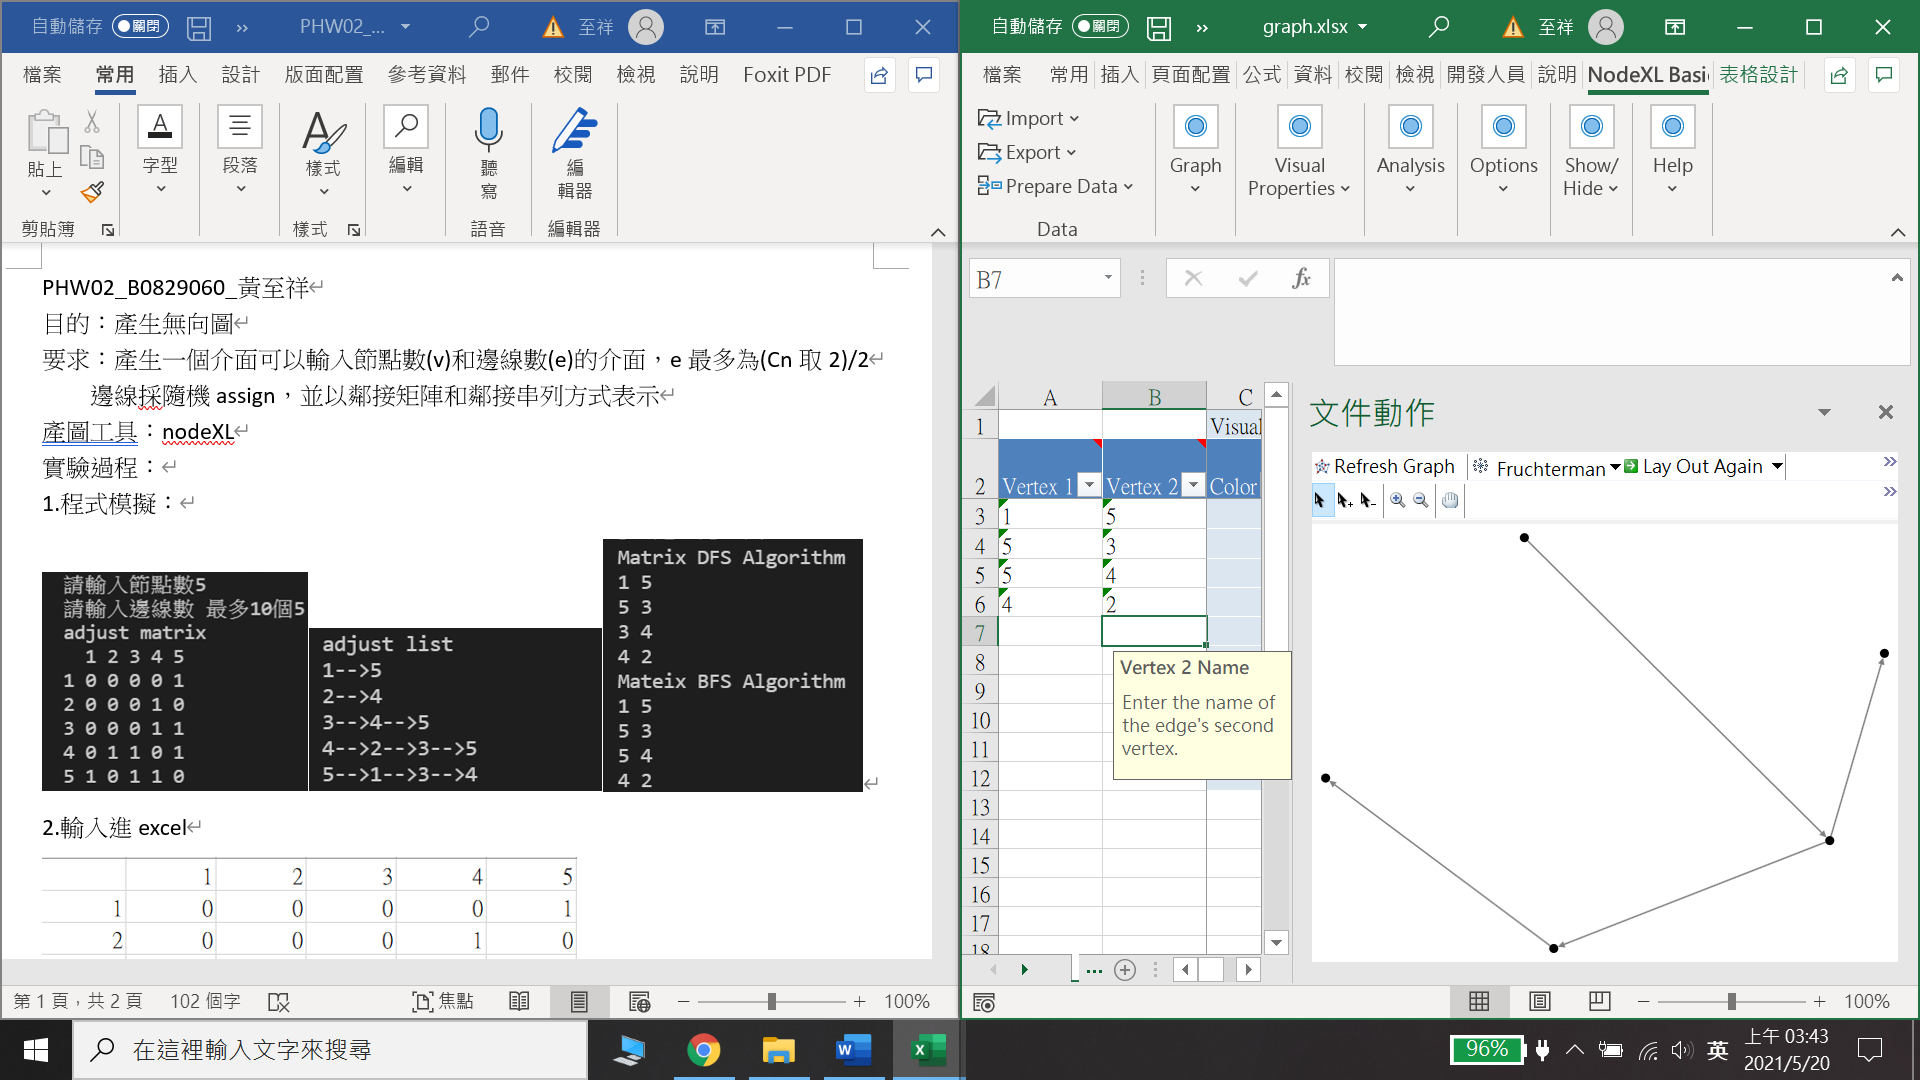 自動儲存 關閉 PHW02_... 至祥
檔案 常用 插入 設計 版面配置 參考資料 郵件 校閱 檢視 說明 Foxit PDF
貼上 字型 段落 樣式 編輯 聽寫 編輯器
剪貼簿 樣式 語音 編輯器
PHW02_B0829060_黃至祥
目的：產生無向圖
要求：產生一個介面可以輸入節點數(v)和邊線數(e)的介面，e 最多為(Cn 取 2)/2
邊線採隨機 assign，並以鄰接矩陣和鄰接串列方式表示
產圖工具：nodeXL
實驗過程：
1.程式模擬：
請輸入節點數5
請輸入邊線數 最多10個5
adjust matrix
1 2 3 4 5
1 0 0 0 0 1
2 0 0 0 1 0
3 0 0 0 1 1
4 0 1 1 0 1
5 1 0 1 1 0
adjust list
1-->5
2-->4
3-->4-->5
4-->2-->3-->5
5-->1-->3-->4
Matrix DFS Algorithm
1 5
5 3
3 4
4 2
Mateix BFS Algorithm
1 5
5 3
5 4
4 2
2.輸入進 excel
1 2 3 4 5
1 0 0 0 0 1
2 0 0 0 1 0
第 1 頁，共 2 頁 102 個字 焦點 100%
自動儲存 關閉 graph.xlsx 至祥
檔案 常用 插入 頁面配置 公式 資料 校閱 檢視 開發人員 說明 NodeXL Basi 表格設計
Import
Export
Prepare Data
Data
Graph
Visual Properties
Analysis
Options
Show/Hide
Help
B7 fx
A B C
1 Visual
2 Vertex 1 Vertex 2 Color
3 1 5
4 5 3
5 5 4
6 4 2
7
8
9
10
11
12
13
14
15
16
17
18
Vertex 2 Name
Enter the name of
the edge's second
vertex.
文件動作
Refresh Graph Fruchterman Lay Out Again
... 100%
在這裡輸入文字來搜尋
96% 英 上午 03:43
2021/5/20